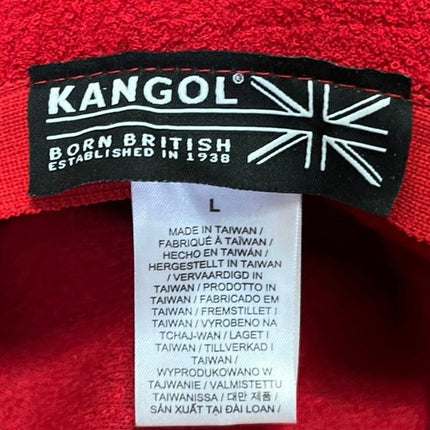 KANGOL®
BORN BRITISH
ESTABLISHED IN 1938
L
MADE IN TAIWAN /
FABRIQUÉ À TAÏWAN /
HECHO EN TAIWÁN /
HERGESTELLT IN TAIWAN
/ VERVAARDIGD IN
TAIWAN / PRODOTTO IN
TAIWAN / FABRICADO EM
TAIWAN / FREMSTILLET I
TAIWAN / VYROBENO NA
TCHAJ-WAN / LAGET I
TAIWAN / TILLVERKAD I
TAIWAN /
WYPRODUKOWANO W
TAJWANIE / VALMISTETTU
TAIWANISSA / 대만 제품 /
SẢN XUẤT TẠI ĐÀI LOAN /